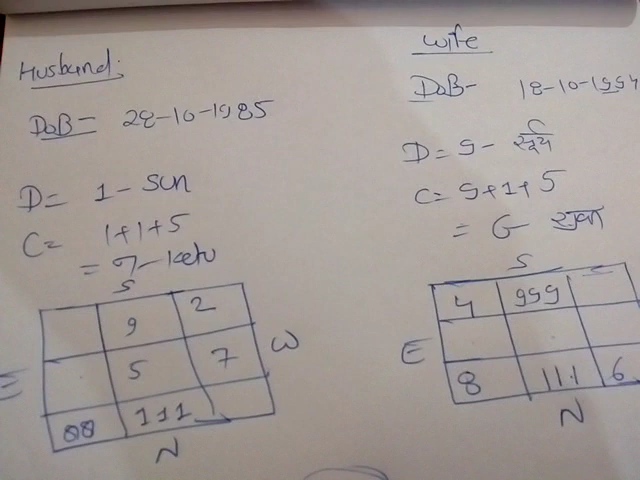 Husband:
DOB= 28-10-1985
D= 1- Sun
C= 1+1+5
= 7- Ketu
S
9 2
E 5 7 W
88 111
N
Wife
DOB- 18-10-1994
D= 9-
C= 9+1+5
= 6
S
4 999
E
8 111 6
N